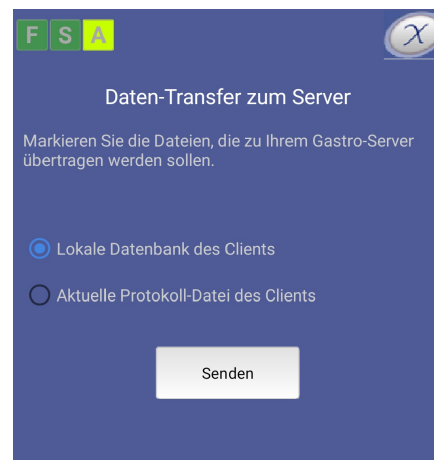 F S A X
Daten-Transfer zum Server
Markieren Sie die Dateien, die zu Ihrem Gastro-Server
übertragen werden sollen.
Lokale Datenbank des Clients
Aktuelle Protokoll-Datei des Clients
Senden